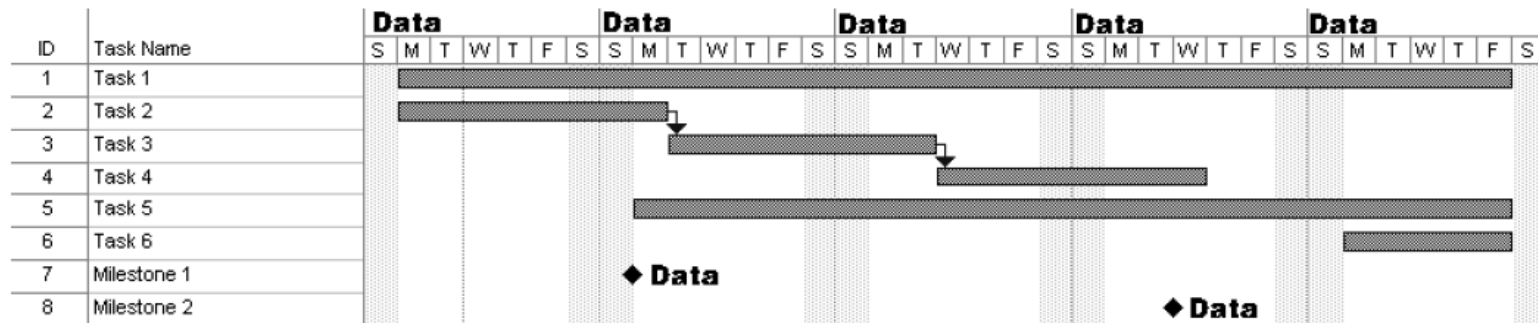 Data Data Data Data Data
ID Task Name S M T W T F S S M T W T F S S M T W T F S S M T W T F S S M T W T F S
1 Task 1
2 Task 2
3 Task 3
4 Task 4
5 Task 5
6 Task 6
7 Milestone 1 Data
8 Milestone 2 Data